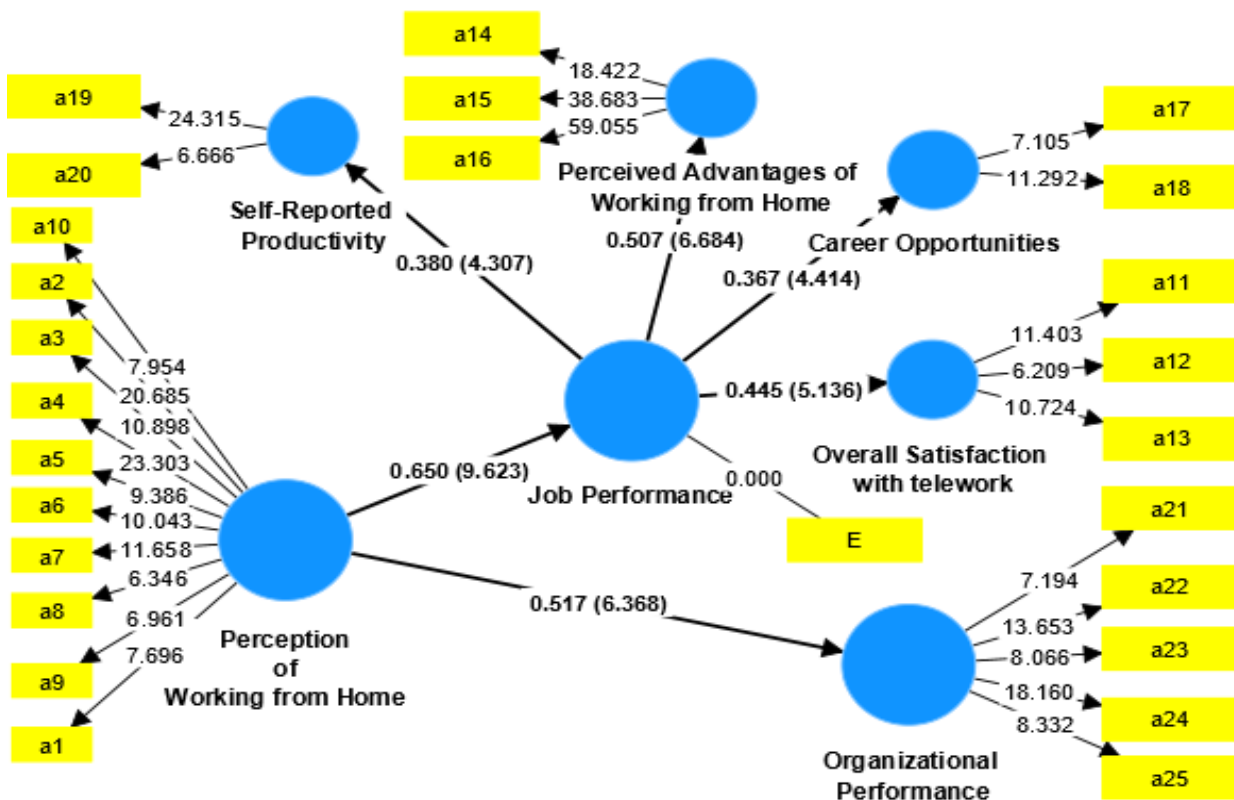 a14
18.422
a15
38.683
a16
59.055
Perceived Advantages of
Working from Home
0.507 (6.684)
a19
24.315
a20
6.666
Self-Reported
Productivity
0.380 (4.307)
a17
7.105
a18
11.292
Career Opportunities
0.367 (4.414)
a10
a2
a3
a4
a5
a6
a7
a8
a9
a1
7.954
20.685
10.898
23.303
9.386
10.043
11.658
6.346
6.961
7.696
Perception
of
Working from Home
0.650 (9.623)
Job Performance
0.000
E
0.445 (5.136)
a11
11.403
a12
6.209
a13
10.724
Overall Satisfaction
with telework
0.517 (6.368)
a21
7.194
a22
13.653
a23
8.066
a24
18.160
a25
8.332
Organizational
Performance